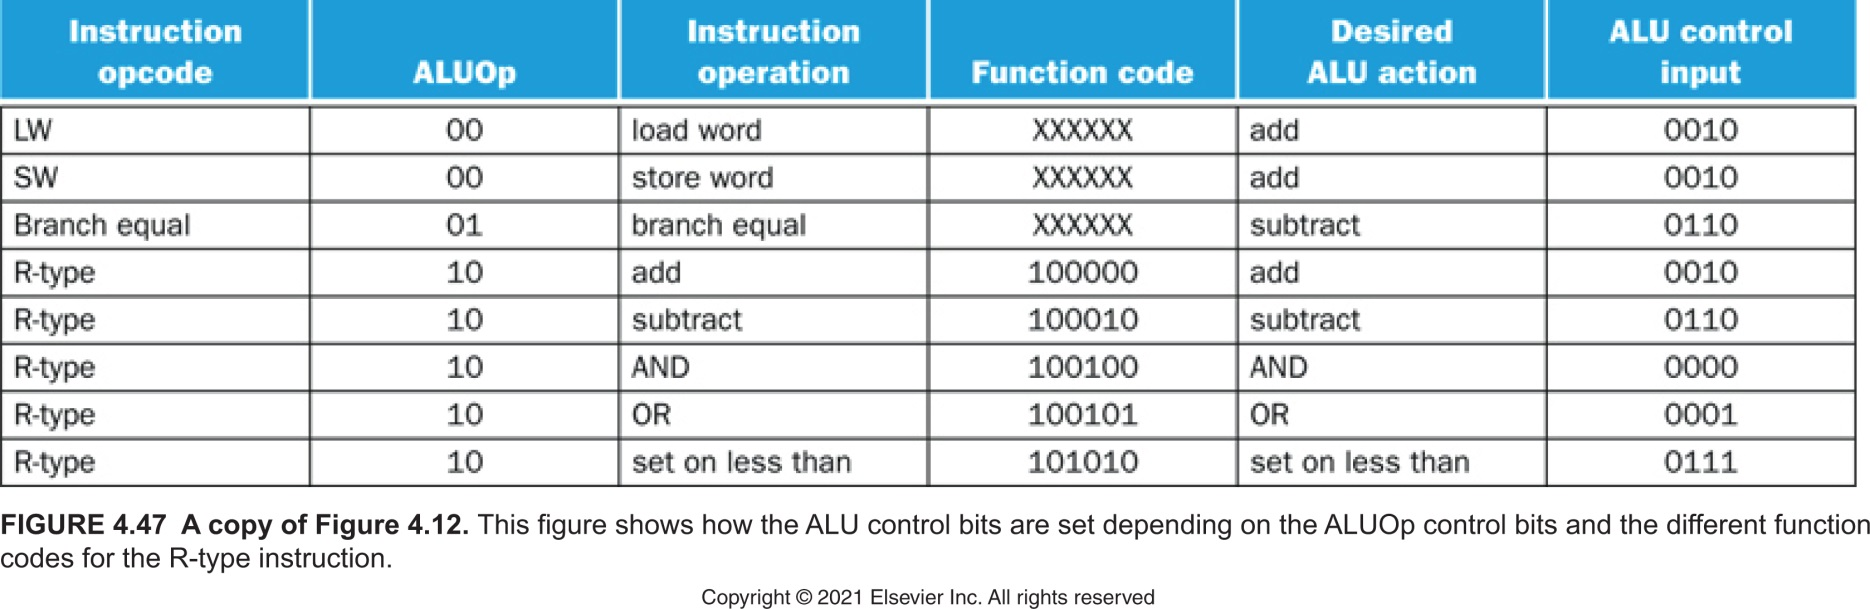 Instruction opcode ALUOp Instruction operation Function code Desired ALU action ALU control input
LW 00 load word XXXXXX add 0010
SW 00 store word XXXXXX add 0010
Branch equal 01 branch equal XXXXXX subtract 0110
R-type 10 add 100000 add 0010
R-type 10 subtract 100010 subtract 0110
R-type 10 AND 100100 AND 0000
R-type 10 OR 100101 OR 0001
R-type 10 set on less than 101010 set on less than 0111
FIGURE 4.47 A copy of Figure 4.12. This figure shows how the ALU control bits are set depending on the ALUOp control bits and the different function
codes for the R-type instruction.
Copyright © 2021 Elsevier Inc. All rights reserved